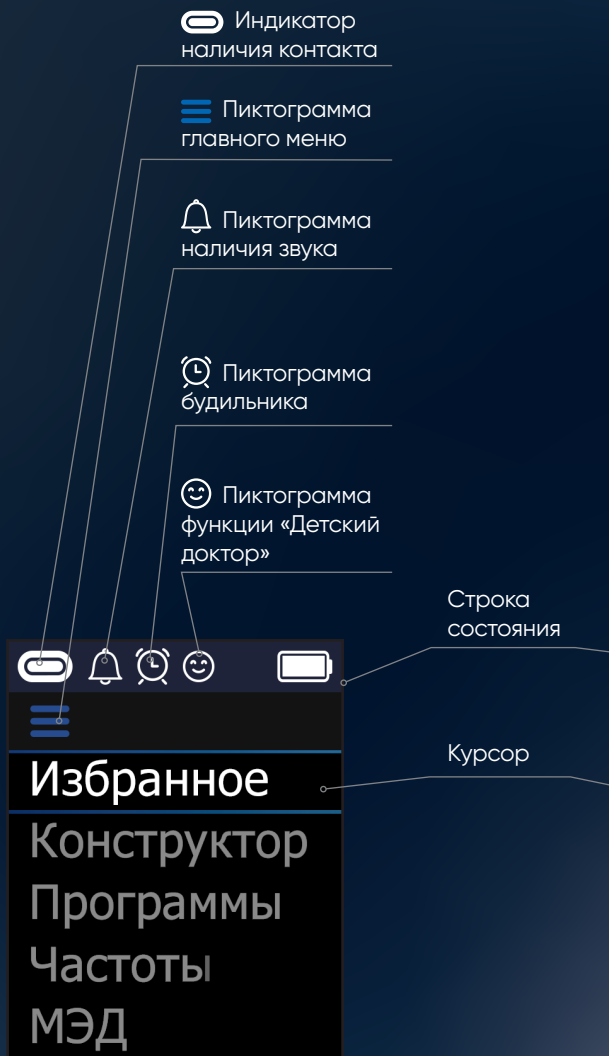 Индикатор
наличия контакта
Пиктограмма
главного меню
Пиктограмма
наличия звука
Пиктограмма
будильника
Пиктограмма
функции «Детский
доктор»
Строка
состояния
Курсор
Избранное
Конструктор
Программы
Частоты
МЭД